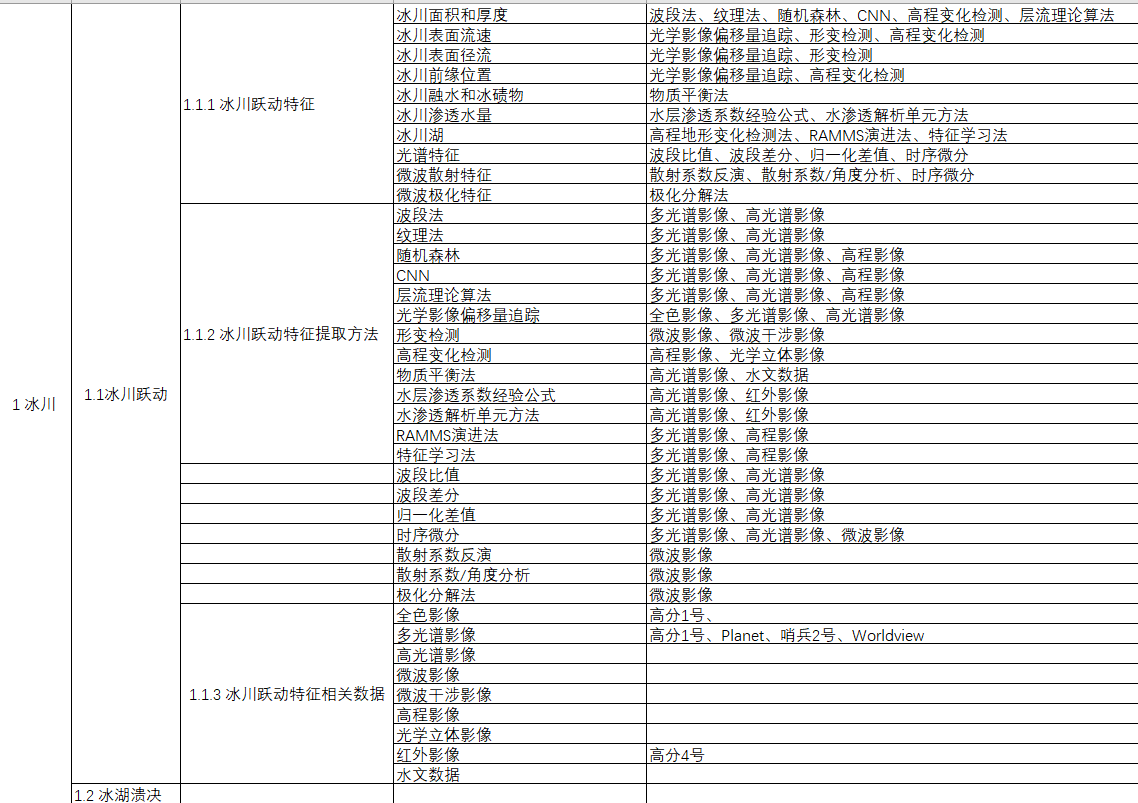 冰川面积和厚度 波段法、纹理法、随机森林、CNN、高程变化检测、层流理论算法
冰川表面流速 光学影像偏移量追踪、形变检测、高程变化检测
冰川表面径流 光学影像偏移量追踪、形变检测
冰川前缘位置 光学影像偏移量追踪、高程变化检测
冰川融水和冰碛物 物质平衡法
1.1.1 冰川跃动特征
冰川渗透水量 水层渗透系数经验公式、水渗透解析单元方法
冰川湖 高程地形变化检测法、RAMMS演进法、特征学习法
光谱特征 波段比值、波段差分、归一化差值、时序微分
微波散射特征 散射系数反演、散射系数/角度分析、时序微分
微波极化特征 极化分解法
波段法 多光谱影像、高光谱影像
纹理法 多光谱影像、高光谱影像
随机森林 多光谱影像、高光谱影像、高程影像
CNN 多光谱影像、高光谱影像、高程影像
层流理论算法 多光谱影像、高光谱影像、高程影像
光学影像偏移量追踪 全色影像、多光谱影像、高光谱影像
1.1.2 冰川跃动特征提取方法 形变检测 微波影像、微波干涉影像
高程变化检测 高程影像、光学立体影像
物质平衡法 高光谱影像、水文数据
1 冰川 1.1冰川跃动 水层渗透系数经验公式 高光谱影像、红外影像
水渗透解析单元方法 高光谱影像、红外影像
RAMMS演进法 多光谱影像、高程影像
特征学习法 多光谱影像、高程影像
波段比值 多光谱影像、高光谱影像
波段差分 多光谱影像、高光谱影像
归一化差值 多光谱影像、高光谱影像
时序微分 多光谱影像、高光谱影像、微波影像
散射系数反演 微波影像
散射系数/角度分析 微波影像
极化分解法 微波影像
全色影像 高分1号、
多光谱影像 高分1号、Planet、哨兵2号、Worldview
高光谱影像
微波影像
1.1.3 冰川跃动特征相关数据 微波干涉影像
高程影像
光学立体影像
红外影像 高分4号
水文数据
1.2 冰湖溃决